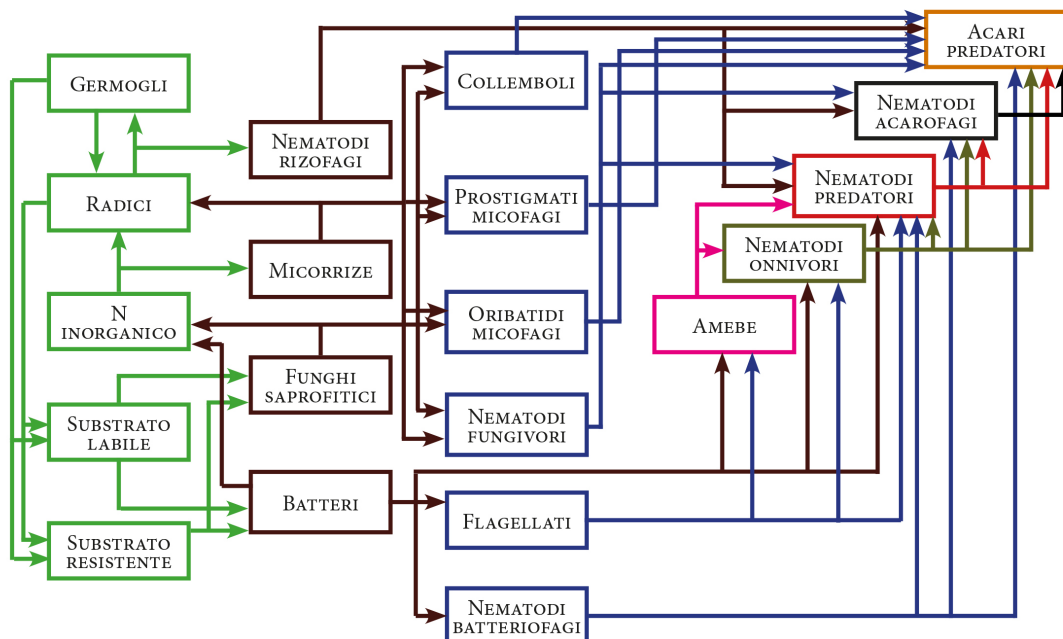 Germogli
Radici
N
inorganico
Substrato
labile
Substrato
resistente
Nematodi
rizofagi
Micorrize
Funghi
saprofitici
Batteri
Collemboli
Prostigmati
micofagi
Oribatidi
micofagi
Nematodi
fungivori
Flagellati
Nematodi
batteriofagi
Amebe
Nematodi
onnivori
Nematodi
predatori
Nematodi
acarofagi
Acari
predatori